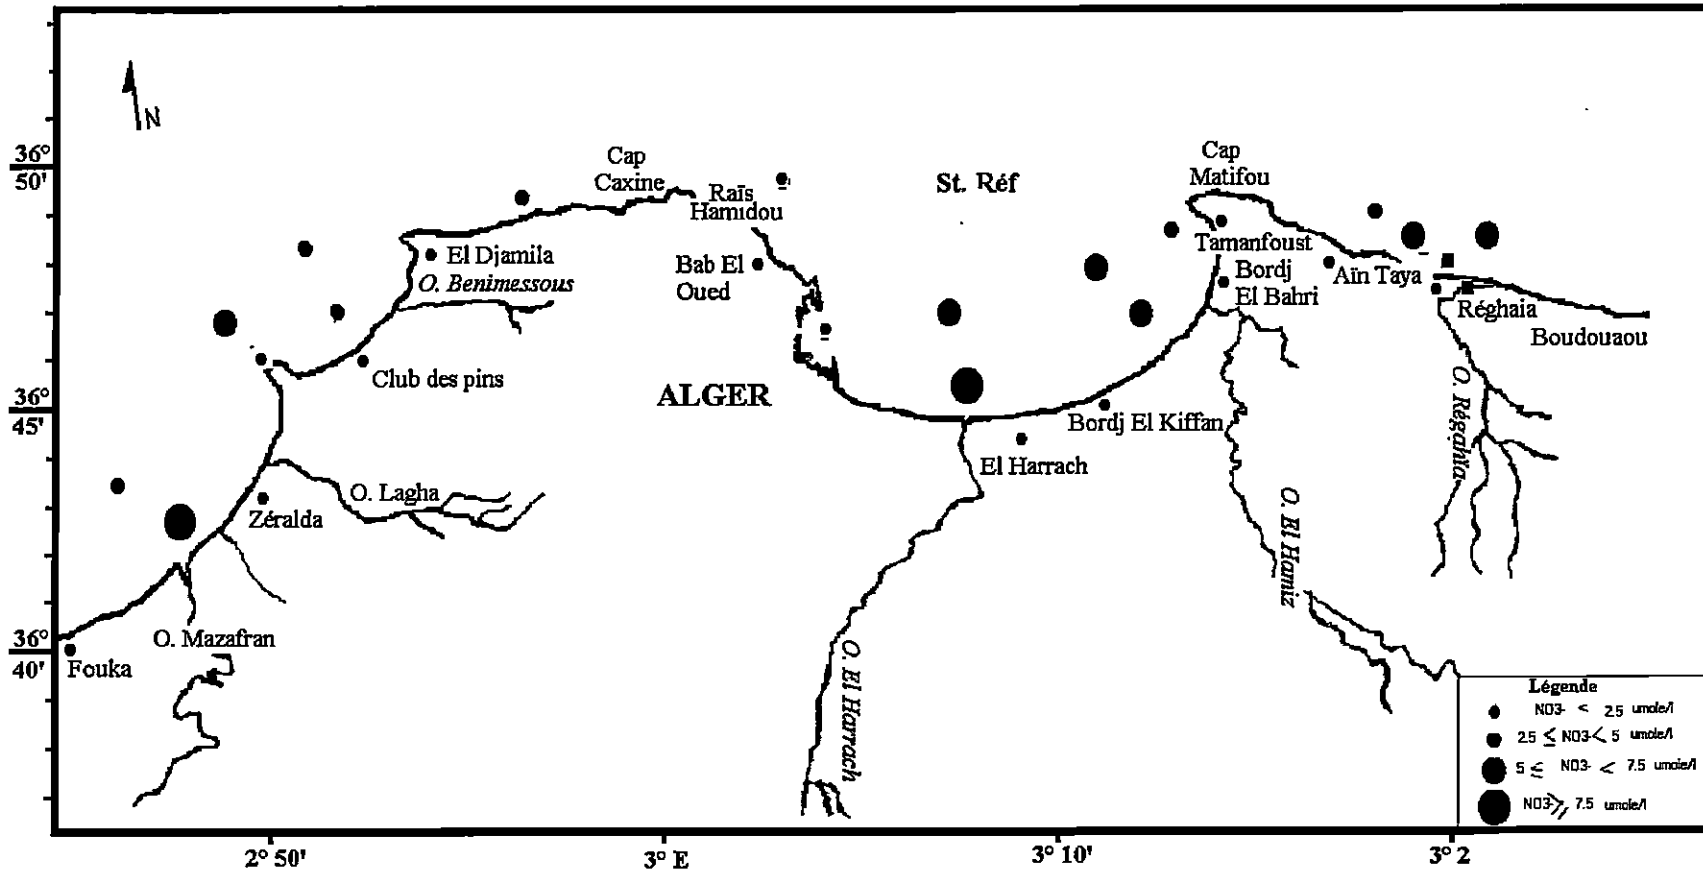 N
36°
50'
Cap
Caxine
Raïs
Hamıdou
St. Réf
Cap
Matifou
El Djamila
O. Benimessous
Bab El
Oued
Tamanfoust
Bordj
El Bahri
Aïn Taya
Réghaia
Boudouaou
Club des pins
ALGER
36°
45'
Bordj El Kiffan
El Harrach
O. Régahïa
O. Lagha
Zéralda
O. El Hamiz
O. Mazafran
36°
40'
Fouka
O. El Harrach
Légende
NO3- < 2.5 umole/l
2.5 ≤ NO3-< 5 umole/l
5 ≤ NO3- < 7.5 umole/l
NO3-⩾ 7.5 umole/l
2° 50'
3° E
3° 10'
3° 2